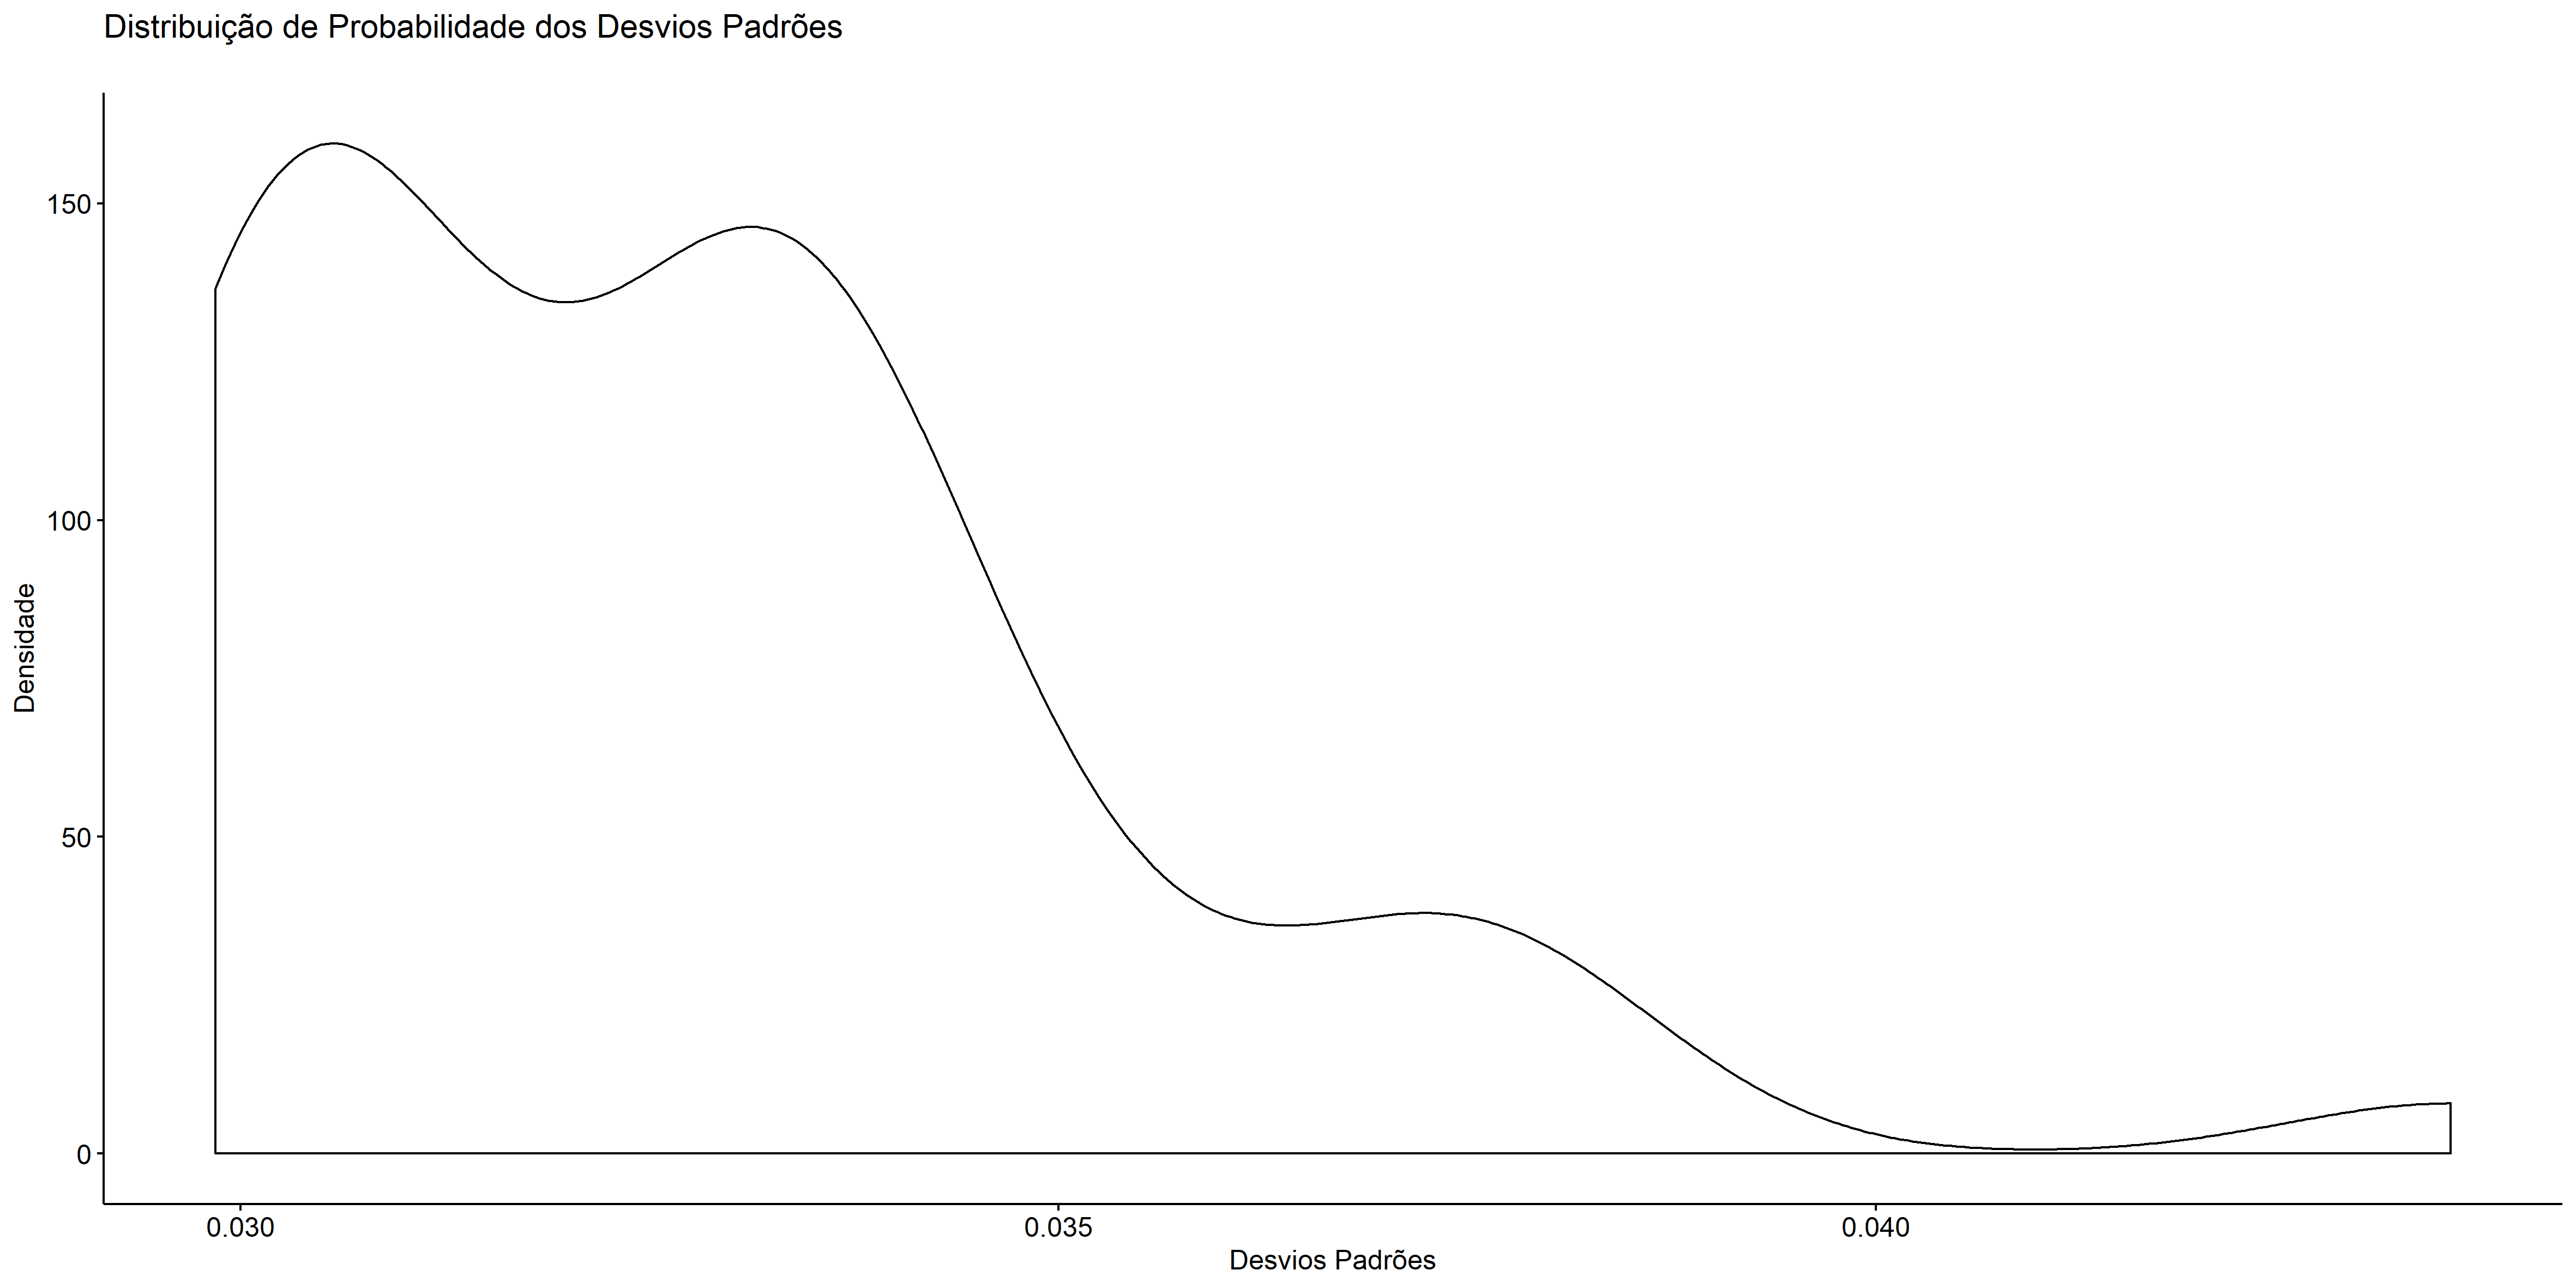 Distribuição de Probabilidade dos Desvios Padrões
150
100
50
0
Densidade
0.030
0.035
0.040
Desvios Padrões